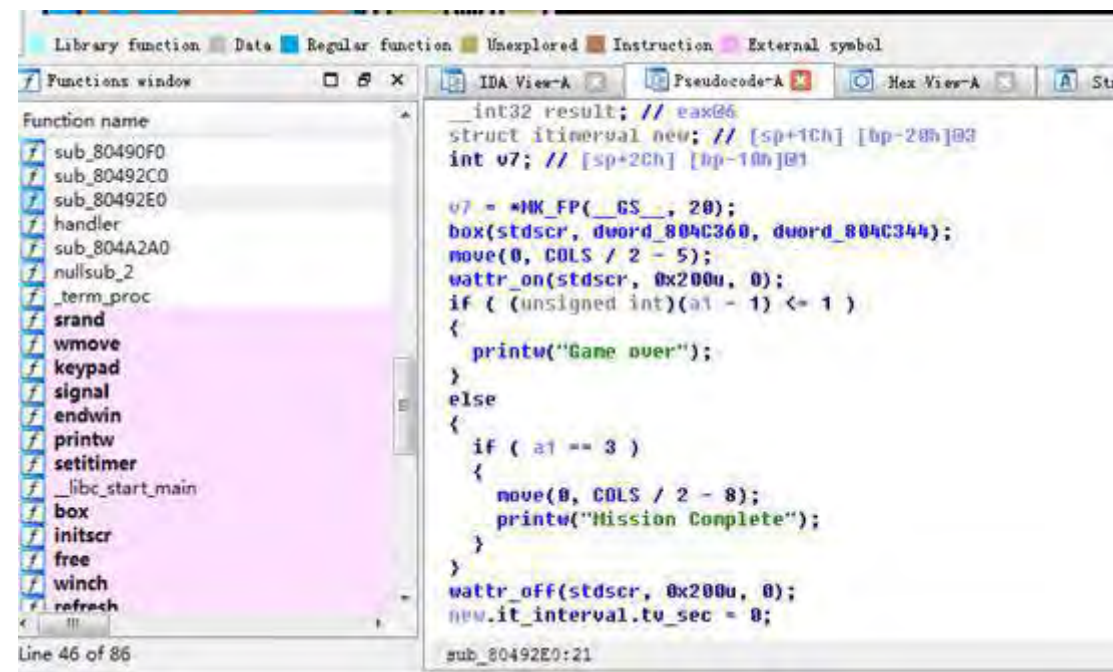 Library function Data Regular function Unexplored Instruction External symbol
Functions window
IDA View-A Pseudocode-A Hex View-A
Function name
sub_80490F0
sub_80492C0
sub_80492E0
handler
sub_804A2A0
nullsub_2
_term_proc
srand
wmove
keypad
signal
endwin
printw
setitimer
__libc_start_main
box
initscr
free
winch
refresh
Line 46 of 86
__int32 result; // eax@6
struct itimerval new; // [sp+1Ch] [bp-20h]@3
int v7; // [sp+2Ch] [bp-10h]@1
v7 = *MK_FP(__GS__, 20);
box(stdscr, dword_804C360, dword_804C344);
move(0, COLS / 2 - 5);
wattr_on(stdscr, 0x200u, 0);
if ( (unsigned int)(a1 - 1) <= 1 )
{
printw("Game over");
}
else
{
if ( a1 == 3 )
{
move(0, COLS / 2 - 8);
printw("Mission Complete");
}
}
wattr_off(stdscr, 0x200u, 0);
new.it_interval.tv_sec = 0;
sub_80492E0:21